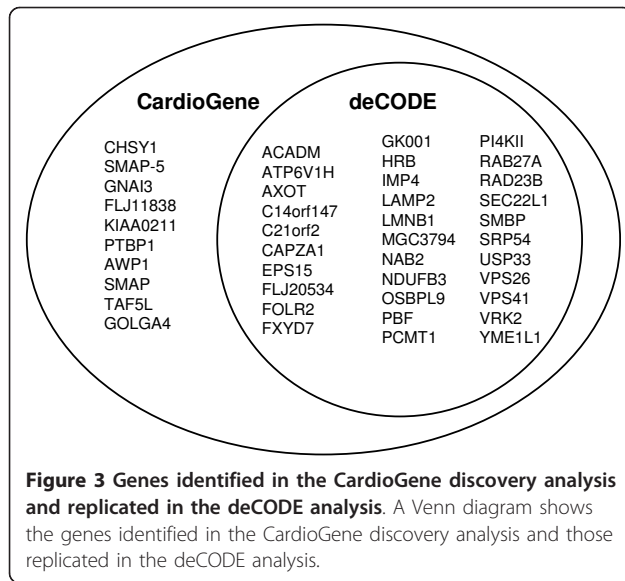 CardioGene
deCODE
CHSY1
SMAP-5
GNAI3
FLJ11838
KIAA0211
PTBP1
AWP1
SMAP
TAF5L
GOLGA4
ACADM
ATP6V1H
AXOT
C14orf147
C21orf2
CAPZA1
EPS15
FLJ20534
FOLR2
FXYD7
GK001
HRB
IMP4
LAMP2
LMNB1
MGC3794
NAB2
NDUFB3
OSBPL9
PBF
PCMT1
PI4KII
RAB27A
RAD23B
SEC22L1
SMBP
SRP54
USP33
VPS26
VPS41
VRK2
YME1L1
Figure 3 Genes identified in the CardioGene discovery analysis
and replicated in the deCODE analysis. A Venn diagram shows
the genes identified in the CardioGene discovery analysis and those
replicated in the deCODE analysis.